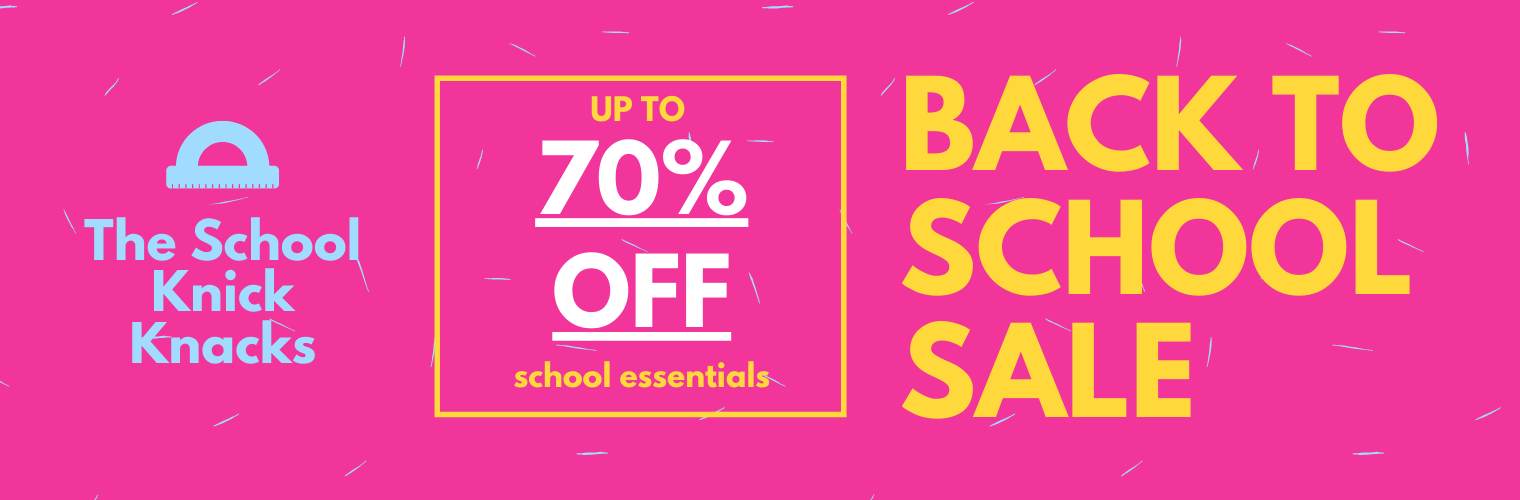 The School
Knick
Knacks
UP TO
70%
OFF
school essentials
BACK TO
SCHOOL
SALE